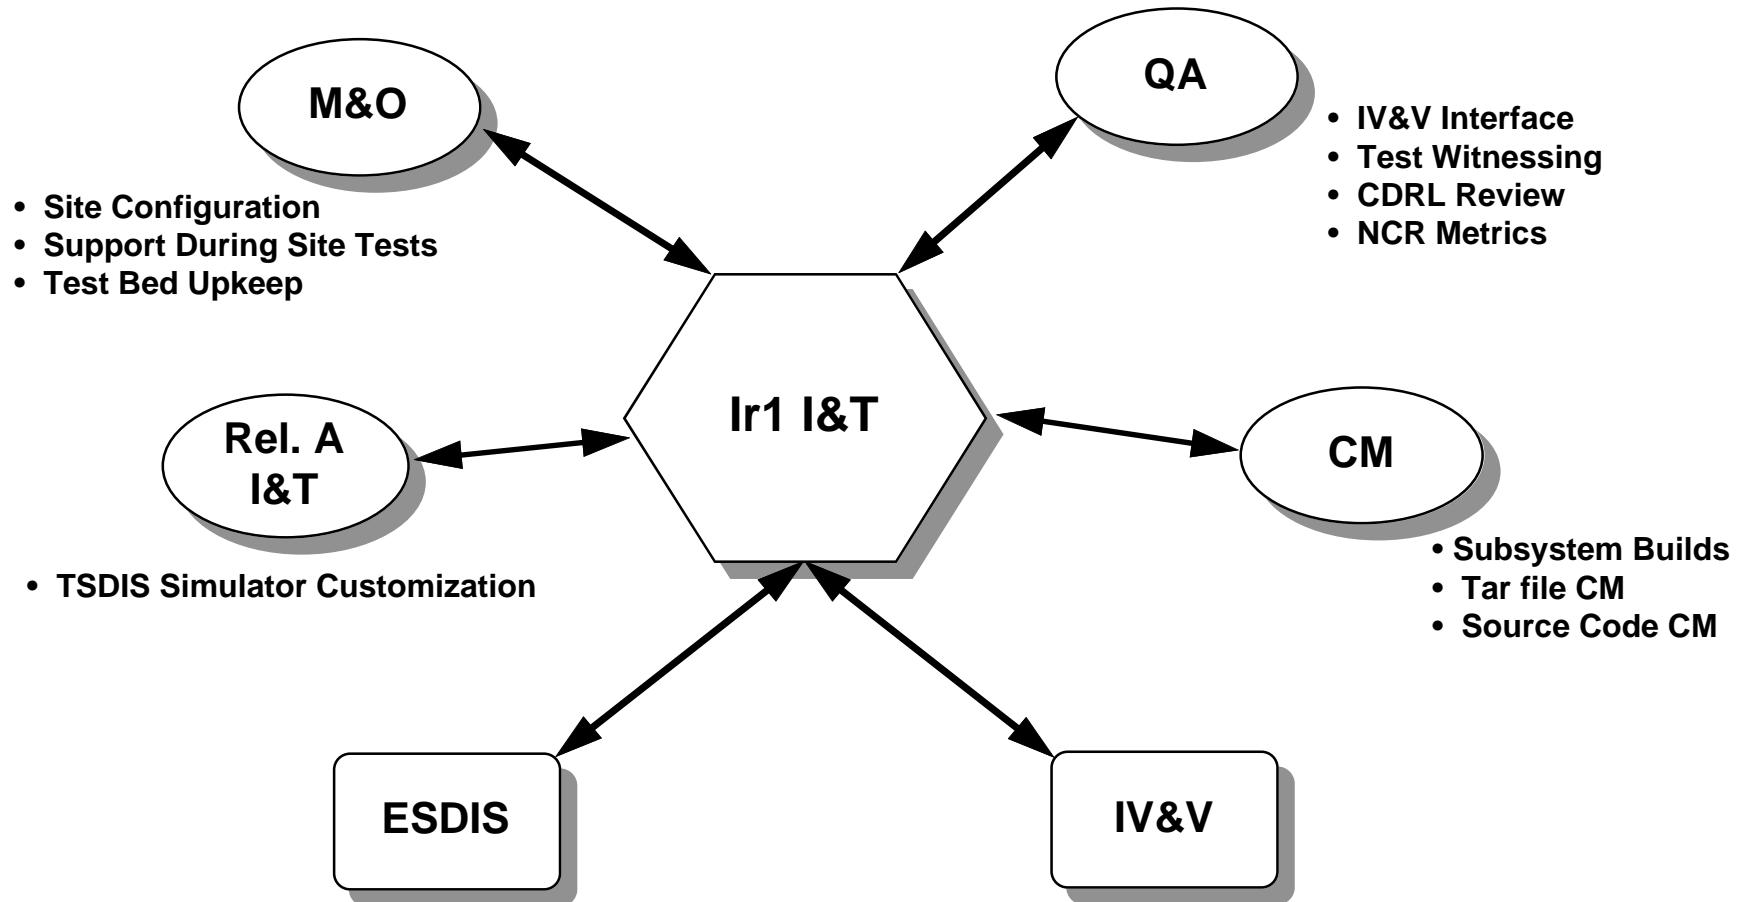 M&O
QA
• IV&V Interface
• Test Witnessing
• CDRL Review
• NCR Metrics
• Site Configuration
• Support During Site Tests
• Test Bed Upkeep
Ir1 I&T
Rel. A
I&T
CM
• TSDIS Simulator Customization
• Subsystem Builds
• Tar file CM
• Source Code CM
ESDIS
IV&V